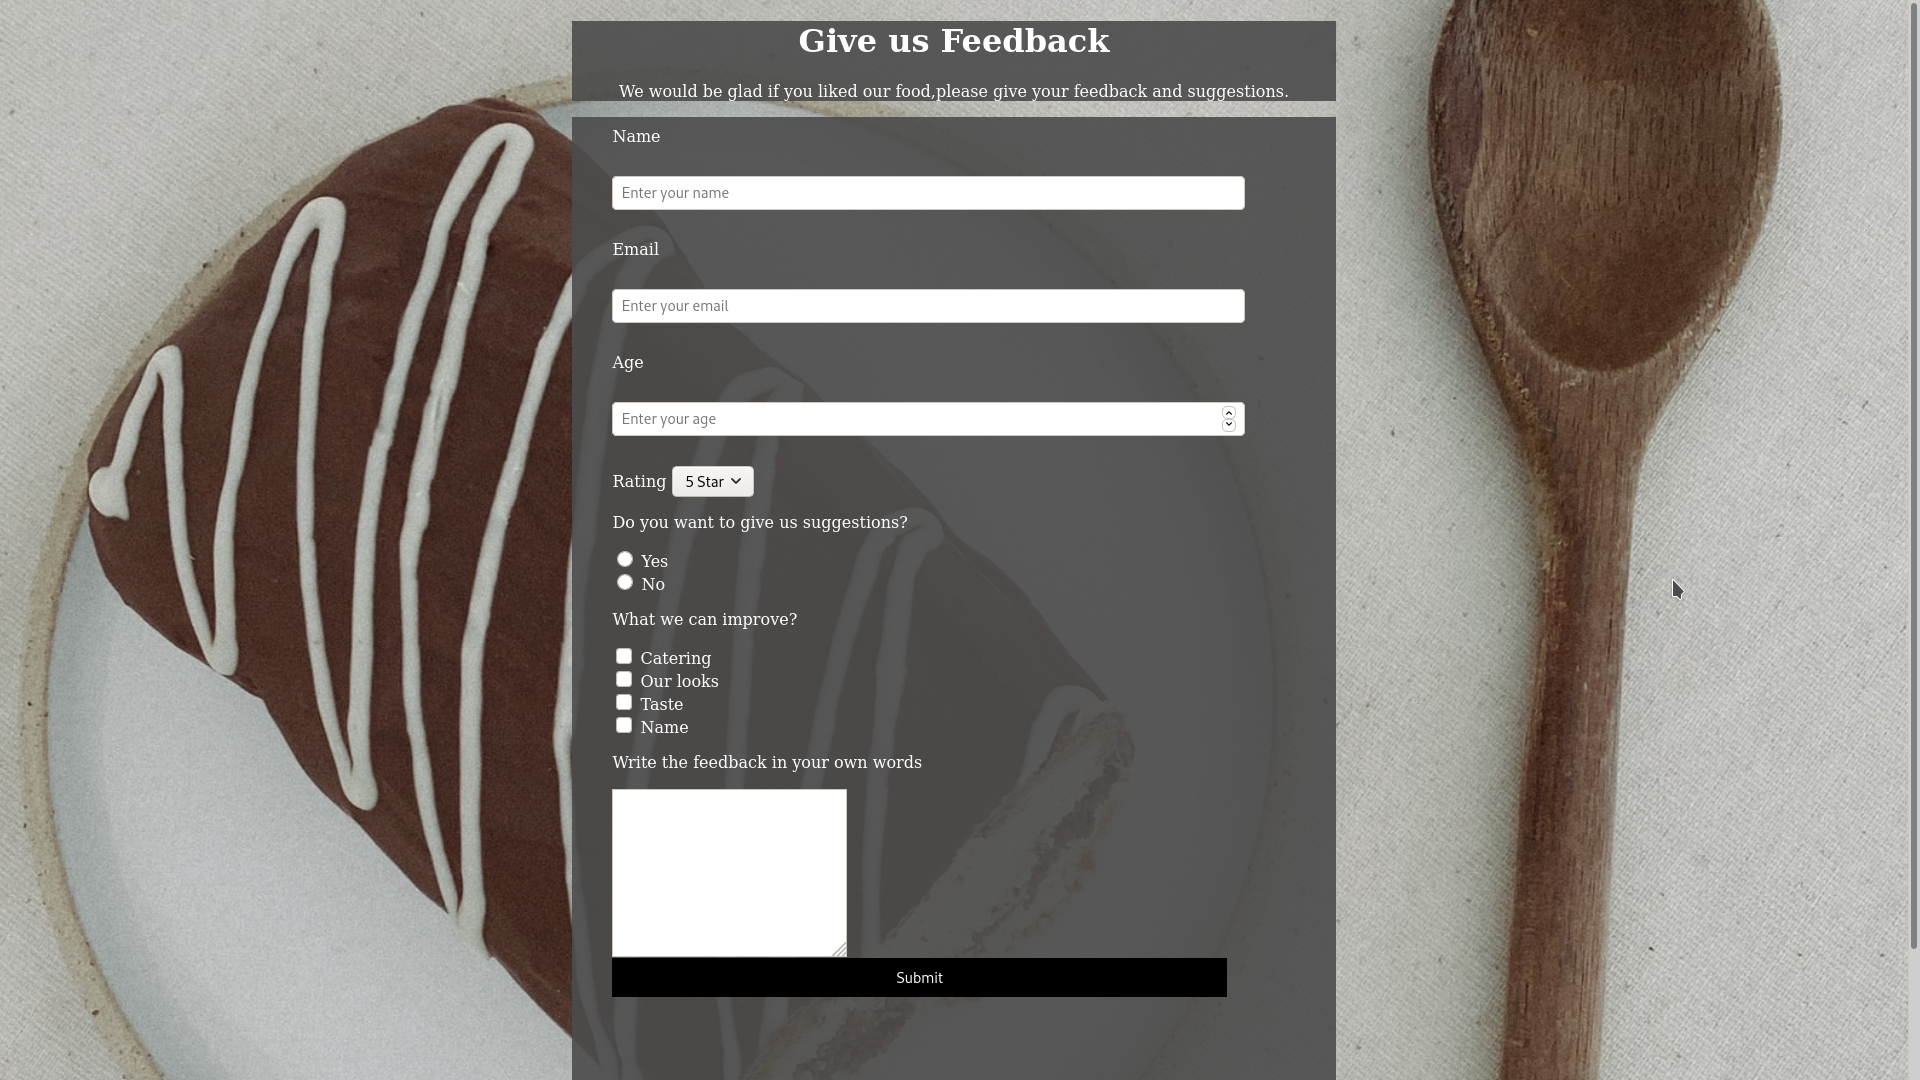 Give us Feedback
We would be glad if you liked our food,please give your feedback and suggestions.
Name
Enter your name
Email
Enter your email
Age
Enter your age
Rating 5 Star
Do you want to give us suggestions?
Yes
No
What we can improve?
Catering
Our looks
Taste
Name
Write the feedback in your own words
Submit